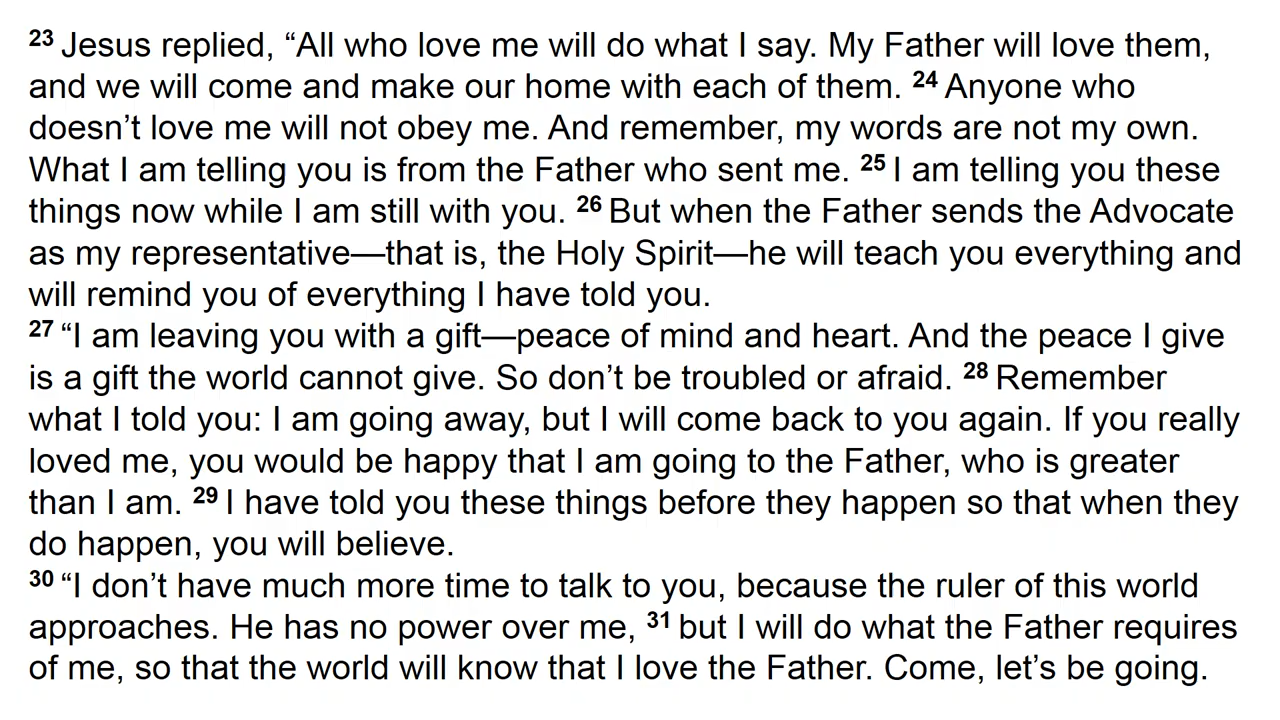 23 Jesus replied, “All who love me will do what I say. My Father will love them,
and we will come and make our home with each of them. 24 Anyone who
doesn’t love me will not obey me. And remember, my words are not my own.
What I am telling you is from the Father who sent me. 25 I am telling you these
things now while I am still with you. 26 But when the Father sends the Advocate
as my representative—that is, the Holy Spirit—he will teach you everything and
will remind you of everything I have told you.
27 “I am leaving you with a gift—peace of mind and heart. And the peace I give
is a gift the world cannot give. So don’t be troubled or afraid. 28 Remember
what I told you: I am going away, but I will come back to you again. If you really
loved me, you would be happy that I am going to the Father, who is greater
than I am. 29 I have told you these things before they happen so that when they
do happen, you will believe.
30 “I don’t have much more time to talk to you, because the ruler of this world
approaches. He has no power over me, 31 but I will do what the Father requires
of me, so that the world will know that I love the Father. Come, let’s be going.